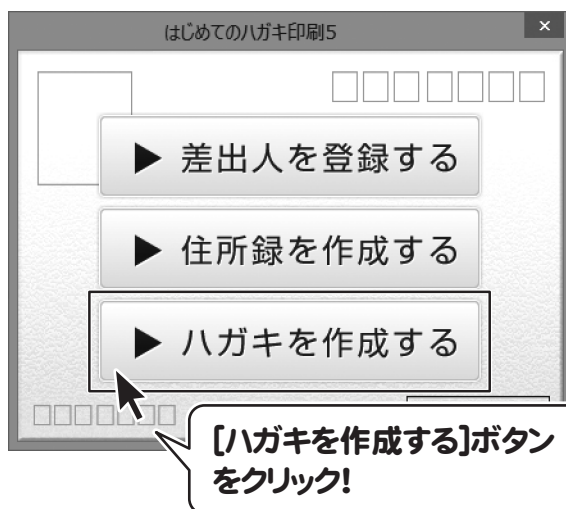 はじめてのハガキ印刷5
×
▶ 差出人を登録する
▶ 住所録を作成する
▶ ハガキを作成する
[ハガキを作成する]ボタン
をクリック!